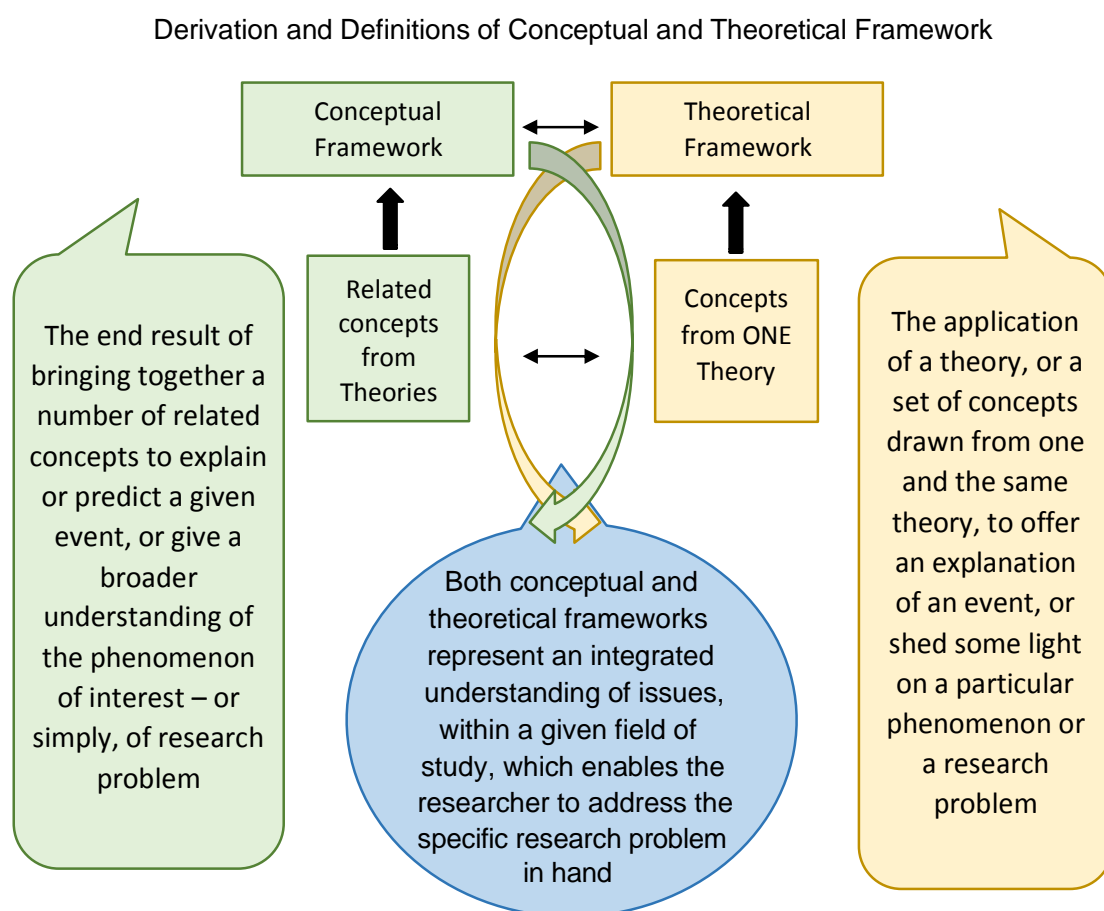 Derivation and Definitions of Conceptual and Theoretical Framework
Conceptual
Framework
Theoretical
Framework
Related
concepts
from
Theories
Concepts
from ONE
Theory
The end result of
bringing together a
number of related
concepts to explain
or predict a given
event, or give a
broader
understanding of
the phenomenon
of interest – or
simply, of research
problem
The application
of a theory, or a
set of concepts
drawn from one
and the same
theory, to offer
an explanation
of an event, or
shed some light
on a particular
phenomenon or
a research
problem
Both conceptual and
theoretical frameworks
represent an integrated
understanding of issues,
within a given field of
study, which enables the
researcher to address the
specific research problem
in hand